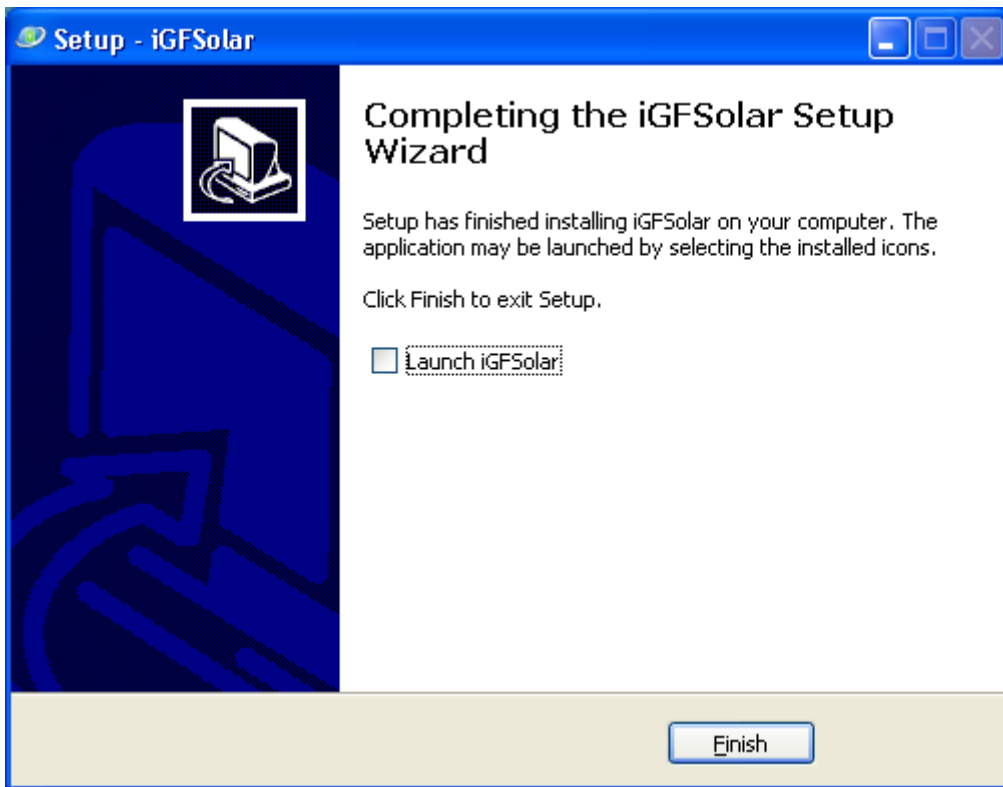 Setup - iGFSolar
Completing the iGFSolar Setup
Wizard
Setup has finished installing iGFSolar on your computer. The
application may be launched by selecting the installed icons.
Click Finish to exit Setup.
Launch iGFSolar
Finish